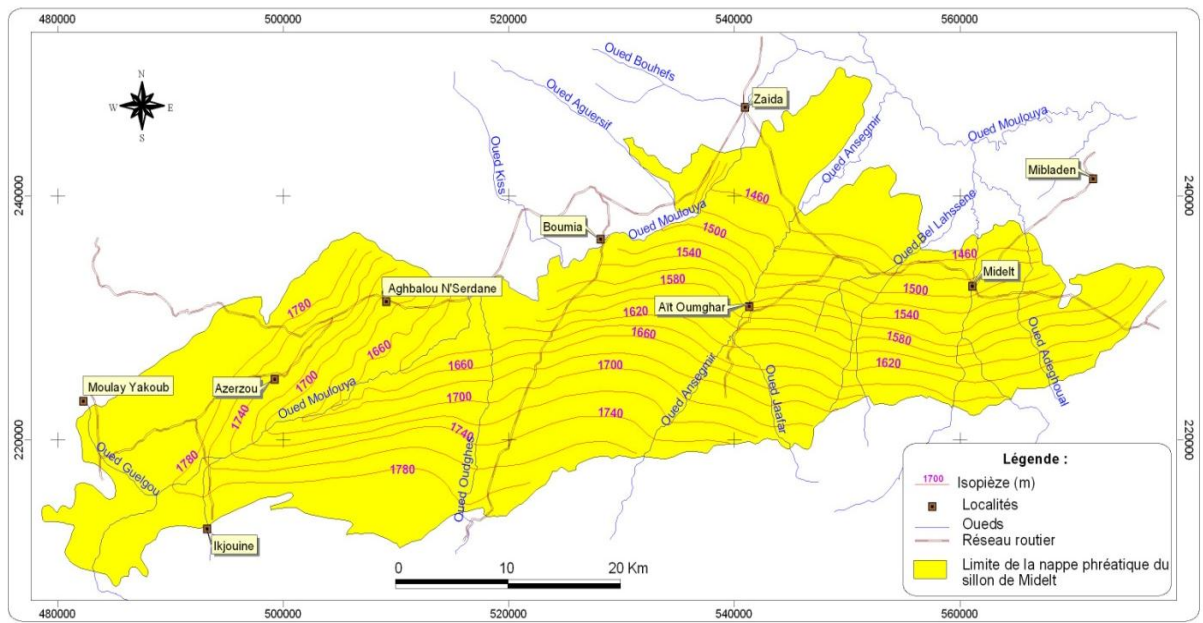 480000
500000
520000
540000
560000
240000
220000
240000
220000
N
W
E
S
Oued Bouhefs
Oued Aguersif
Zaida
Oued Moulouya
Oued Ansegmir
Mibladen
Oued Kiss
1460
Oued Moulouya
Oued Bel Lahssene
Boumia
1500
1540
1460
Midelt
1580
Aghbalou N'Serdane
1500
1780
Aït Oumghar
1620
1540
1660
1660
1580
1660
1700
1620
Moulay Yakoub
Azerzou
1700
Oued Moulouya
1700
Oued Ansegmir
Oued Jaafar
Oued Adeghoual
1740
1740
1740
Oued Guelgou
1780
1780
Oued Oudghes
Ikjouine
Légende :
1700 Isopièze (m)
Localités
Oueds
Réseau routier
Limite de la nappe phréatique du
sillon de Midelt
0 10 20 Km
480000
500000
520000
540000
560000